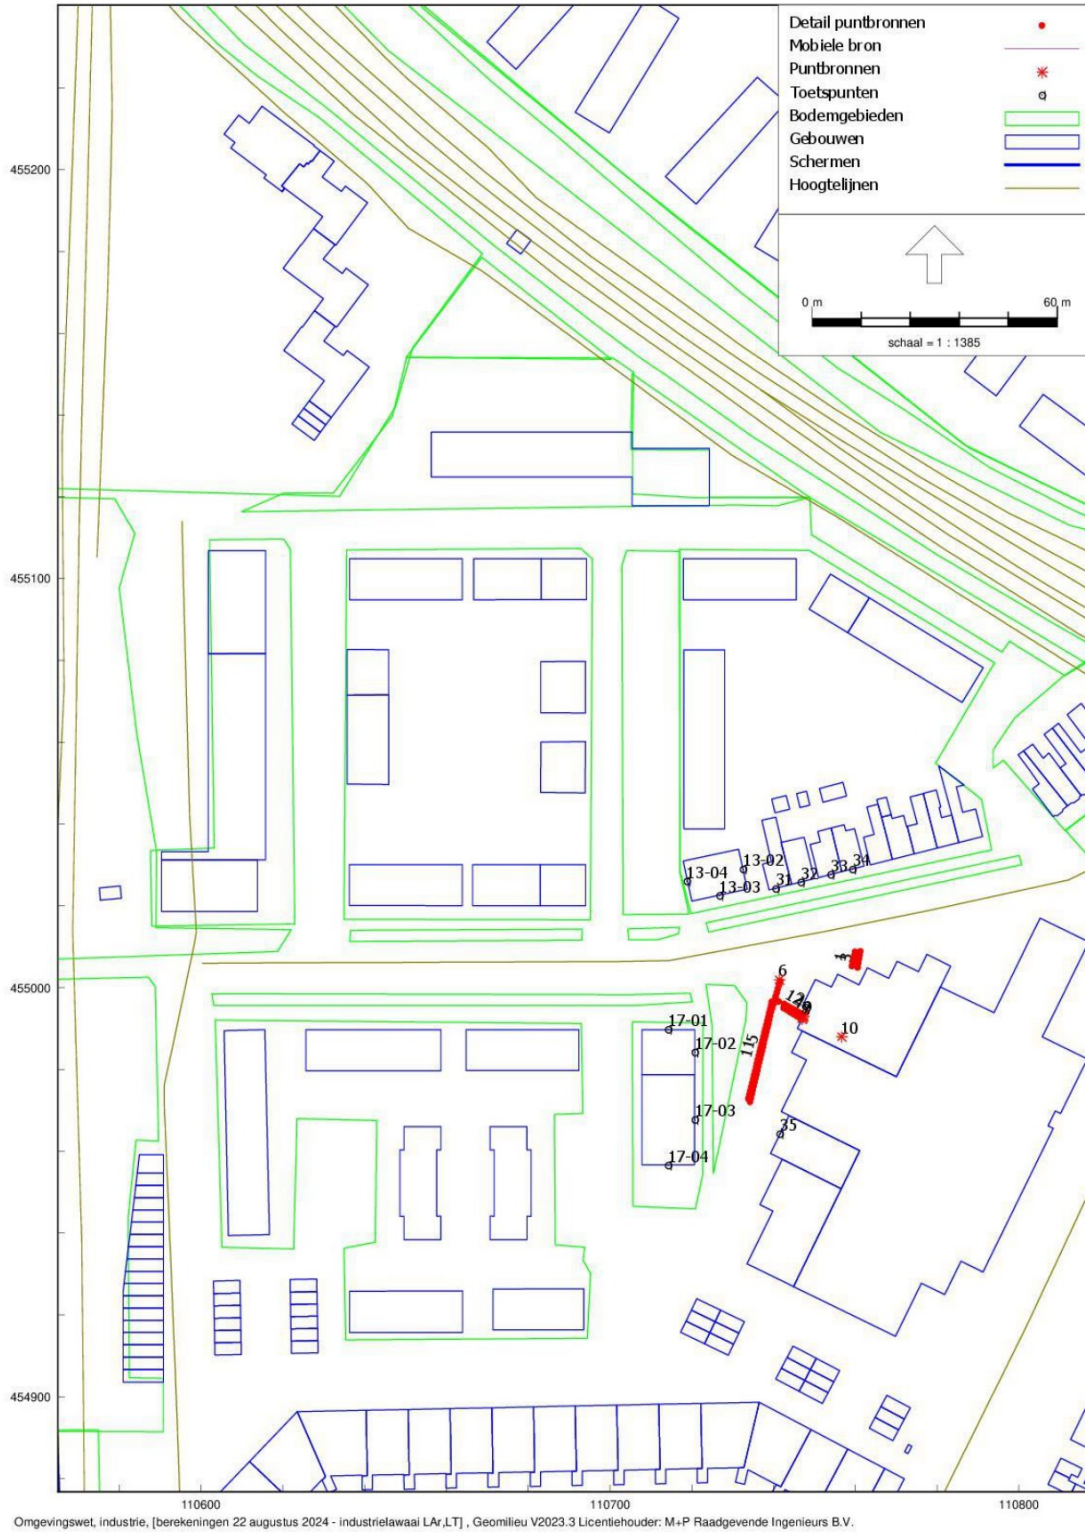 Detail puntbronnen
Mobiele bron
Puntbronnen
Toetspunten
Bodemgebieden
Gebouwen
Schermen
Hoogtelijnen
0 m 60 m
schaal = 1 : 1385
455200
455100
13-02
34
33
13-04
32
31
13-03
6
455000
10
17-01
17-02
115
17-03
35
17-04
454900
110600 110700 110800
Omgevingswet, industrie, [berekeningen 22 augustus 2024 - industrielawaai LAr,LT] , Geomilieu V2023.3 Licentiehouder: M+P Raadgevende Ingenieurs B.V.